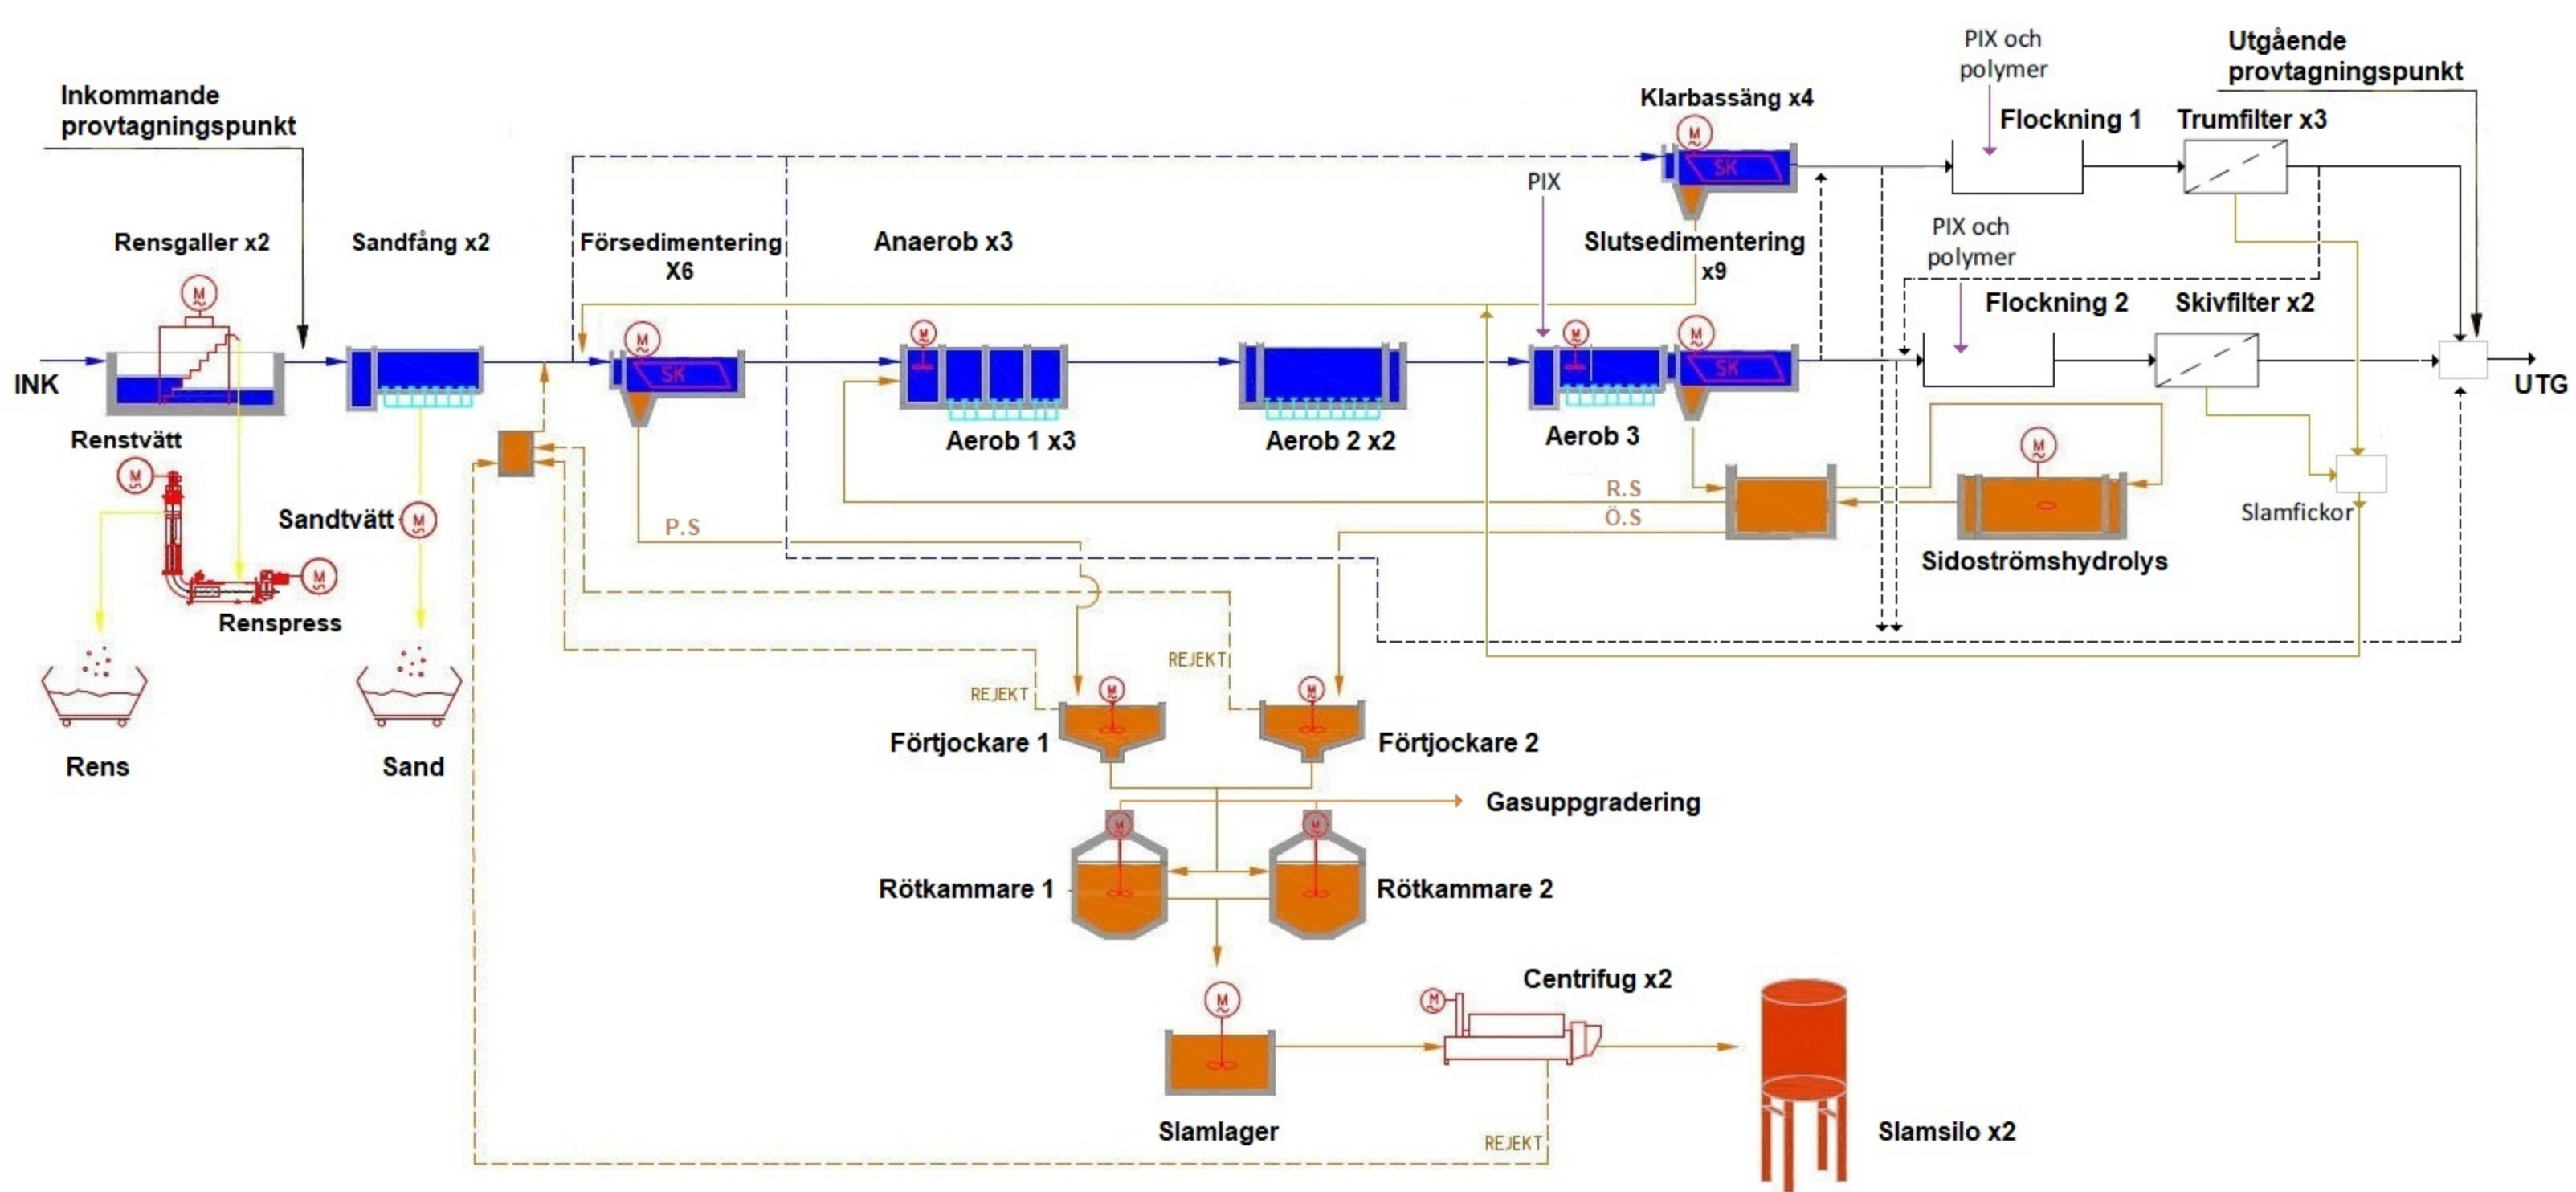 Inkommande
provtagningspunkt
PIX och
polymer
Utgående
provtagningspunkt
Klarbassäng x4
Flockning 1
Trumfilter x3
M
SK
PIX
Rensgaller x2
Sandfång x2
Försedimentering
X6
Anaerob x3
Slutsedimentering
x9
PIX och
polymer
M
Flockning 2
Skivfilter x2
M
SK
M
M
M
SK
INK
UTG
Renstvätt
M
Aerob 1 x3
Aerob 2 x2
Aerob 3
M
Sandtvätt
M
P.S
R.S
Ö.S
Slamfickor
Sidoströmshydrolys
M
Renspress
REJEKT
REJEKT
M
M
Rens
Sand
Förtjockare 1
Förtjockare 2
Gasuppgradering
M
M
Rötkammare 1
Rötkammare 2
Centrifug x2
M
M
Slamlager
REJEKT
Slamsilo x2